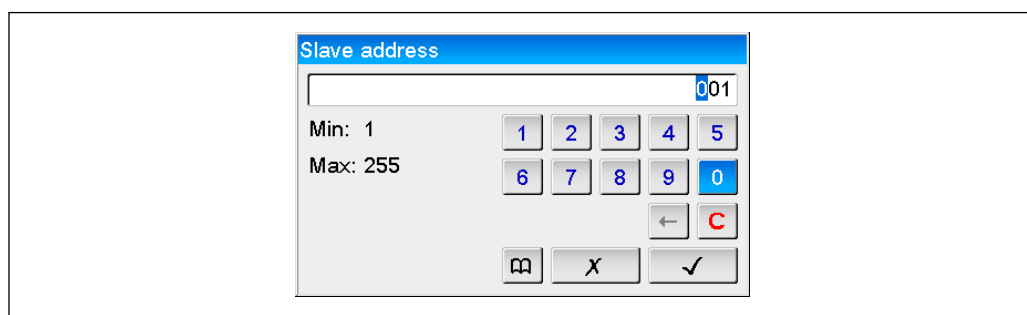 Slave address
001
Min: 1
1 2 3 4 5
Max: 255
6 7 8 9 0
← C
X ✓